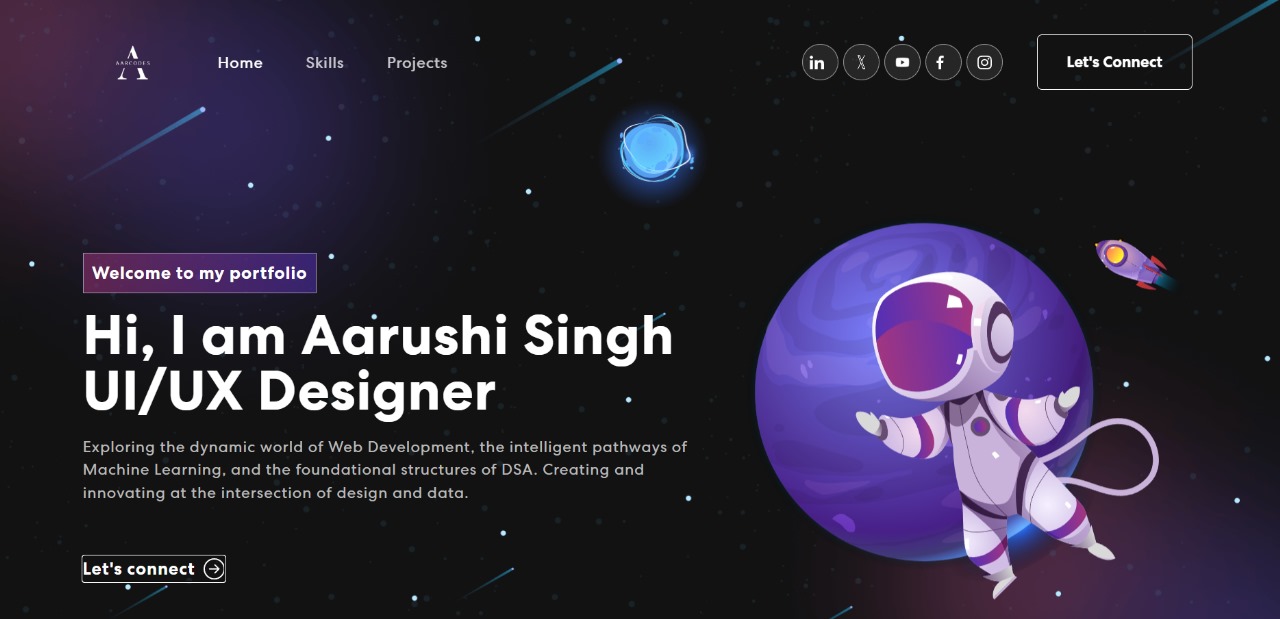 AARCODES
A
Home
Skills
Projects
Let's Connect
Welcome to my portfolio
Hi, I am Aarushi Singh
UI/UX Designer
Exploring the dynamic world of Web Development, the intelligent pathways of
Machine Learning, and the foundational structures of DSA. Creating and
innovating at the intersection of design and data.
Let's connect